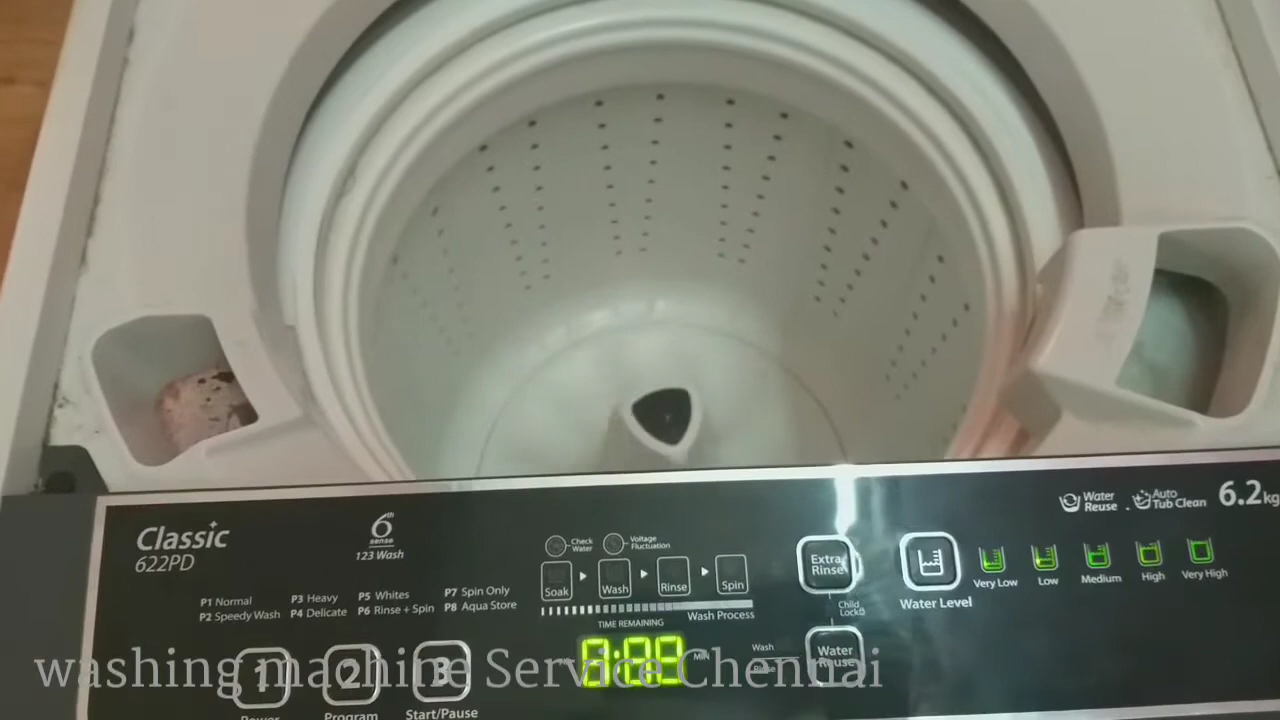 Water Reuse
Auto Tub Clean
6.2kg
Classic+
622PD
6th sense
123 Wash
Check Water
Voltage Fluctuation
Soak
Wash
Rinse
Spin
Wash Process
Extra Rinse
Child Lock
Water Level
Very Low
Low
Medium
High
Very High
P1 Normal
P2 Speedy Wash
P3 Heavy
P4 Delicate
P5 Whites
P6 Rinse + Spin
P7 Spin Only
P8 Aqua Store
TIME REMAINING
MIN
Wash
Rinse
Water Reuse
1
2
3
Power
Program
Start/Pause
washing machine Service Chennai